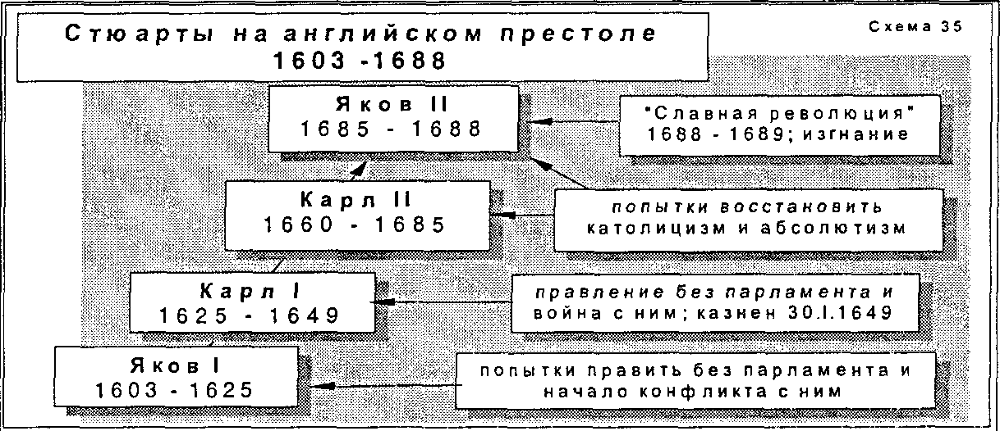 Стюарты на английском престоле
1603 -1688
Схема 35
Яков II
1685 - 1688
"Славная революция"
1688 - 1689; изгнание
Карл II
1660 - 1685
попытки восстановить
католицизм и абсолютизм
Карл I
1625 - 1649
правление без парламента и
война с ним; казнен 30.I.1649
Яков I
1603 - 1625
попытки править без парламента и
начало конфликта с ним